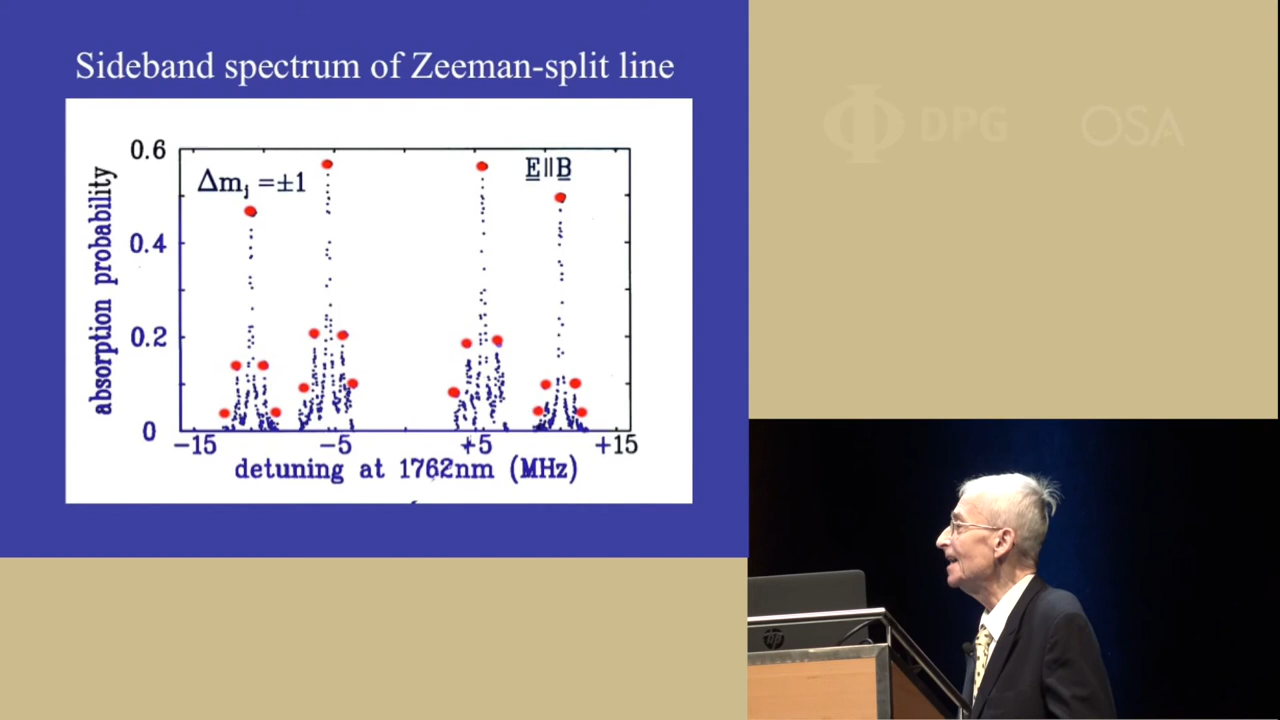 Sideband spectrum of Zeeman-split line
0.6
0.4
0.2
0
absorption probability
Δmj =±1
E||B
−15
−5
+5
+15
detuning at 1762nm (MHz)
DPG
OSA
hp